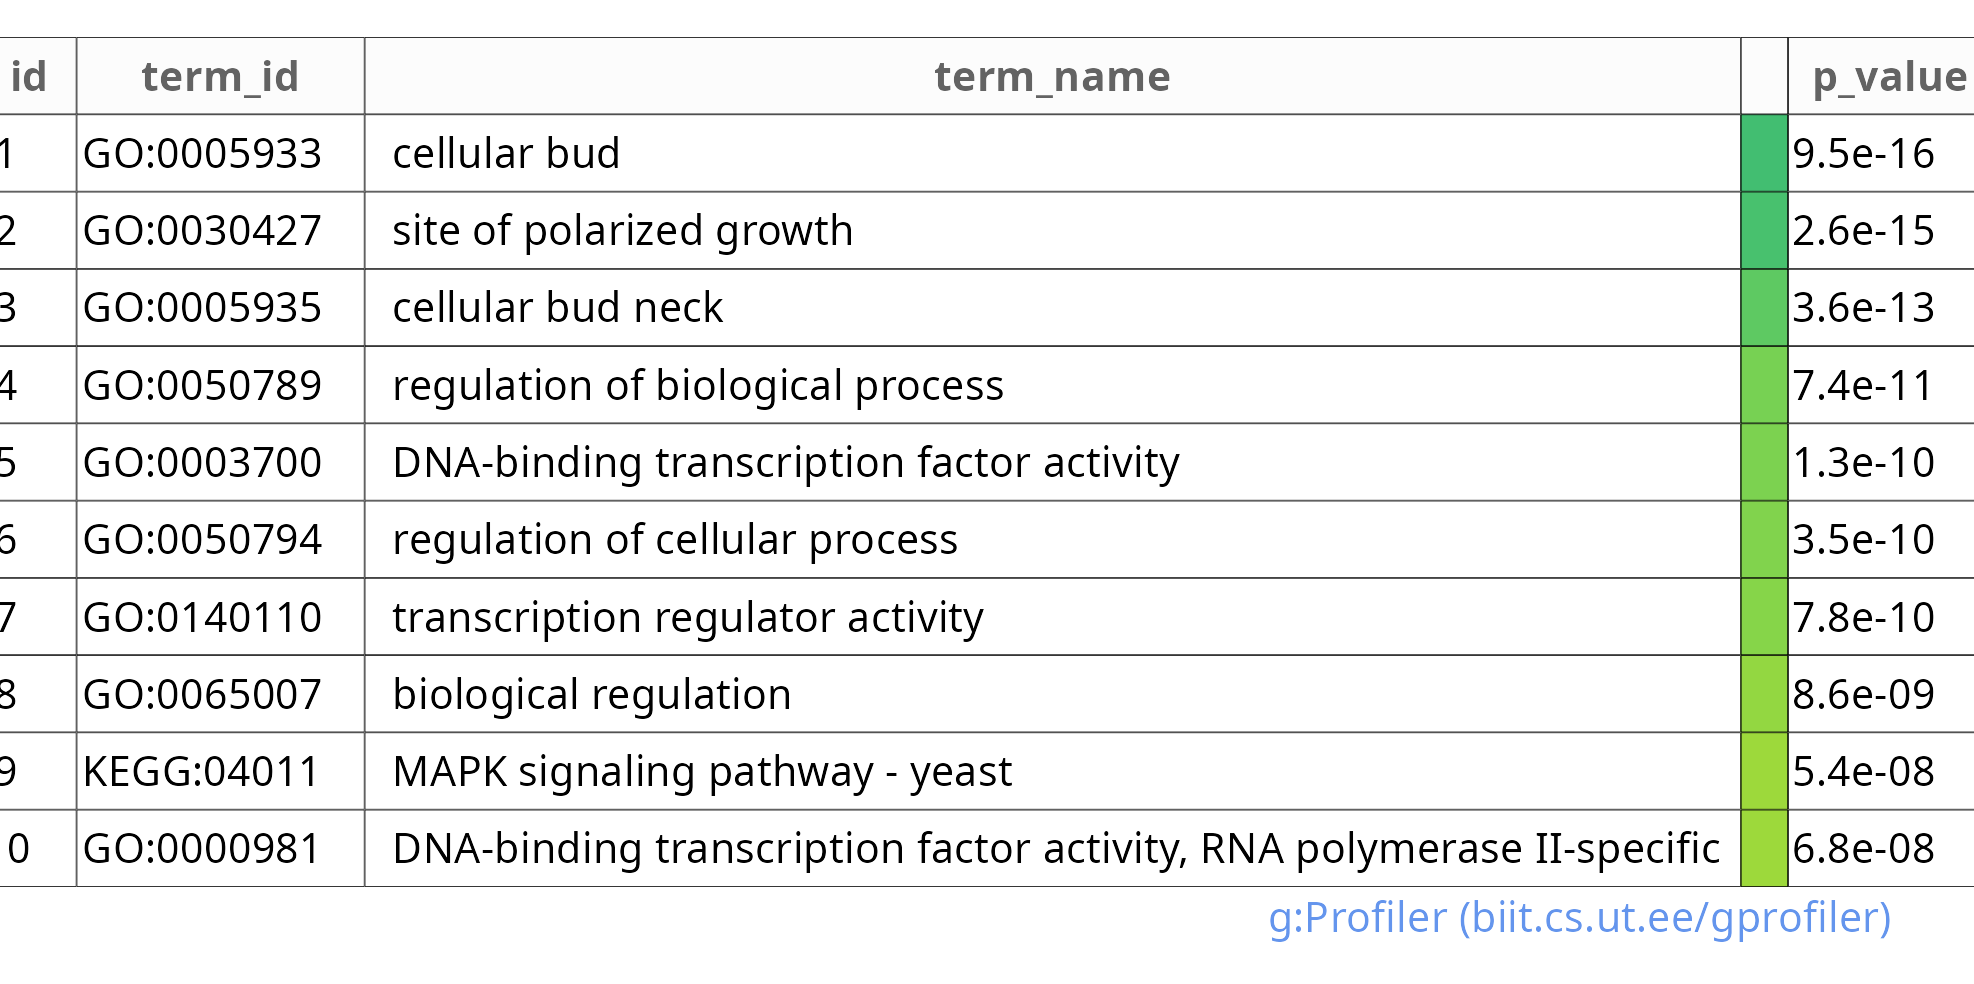 id term_id term_name p_value
1 GO:0005933 cellular bud 9.5e-16
2 GO:0030427 site of polarized growth 2.6e-15
3 GO:0005935 cellular bud neck 3.6e-13
4 GO:0050789 regulation of biological process 7.4e-11
5 GO:0003700 DNA-binding transcription factor activity 1.3e-10
6 GO:0050794 regulation of cellular process 3.5e-10
7 GO:0140110 transcription regulator activity 7.8e-10
8 GO:0065007 biological regulation 8.6e-09
9 KEGG:04011 MAPK signaling pathway - yeast 5.4e-08
0 GO:0000981 DNA-binding transcription factor activity, RNA polymerase II-specific 6.8e-08
g:Profiler (biit.cs.ut.ee/gprofiler)